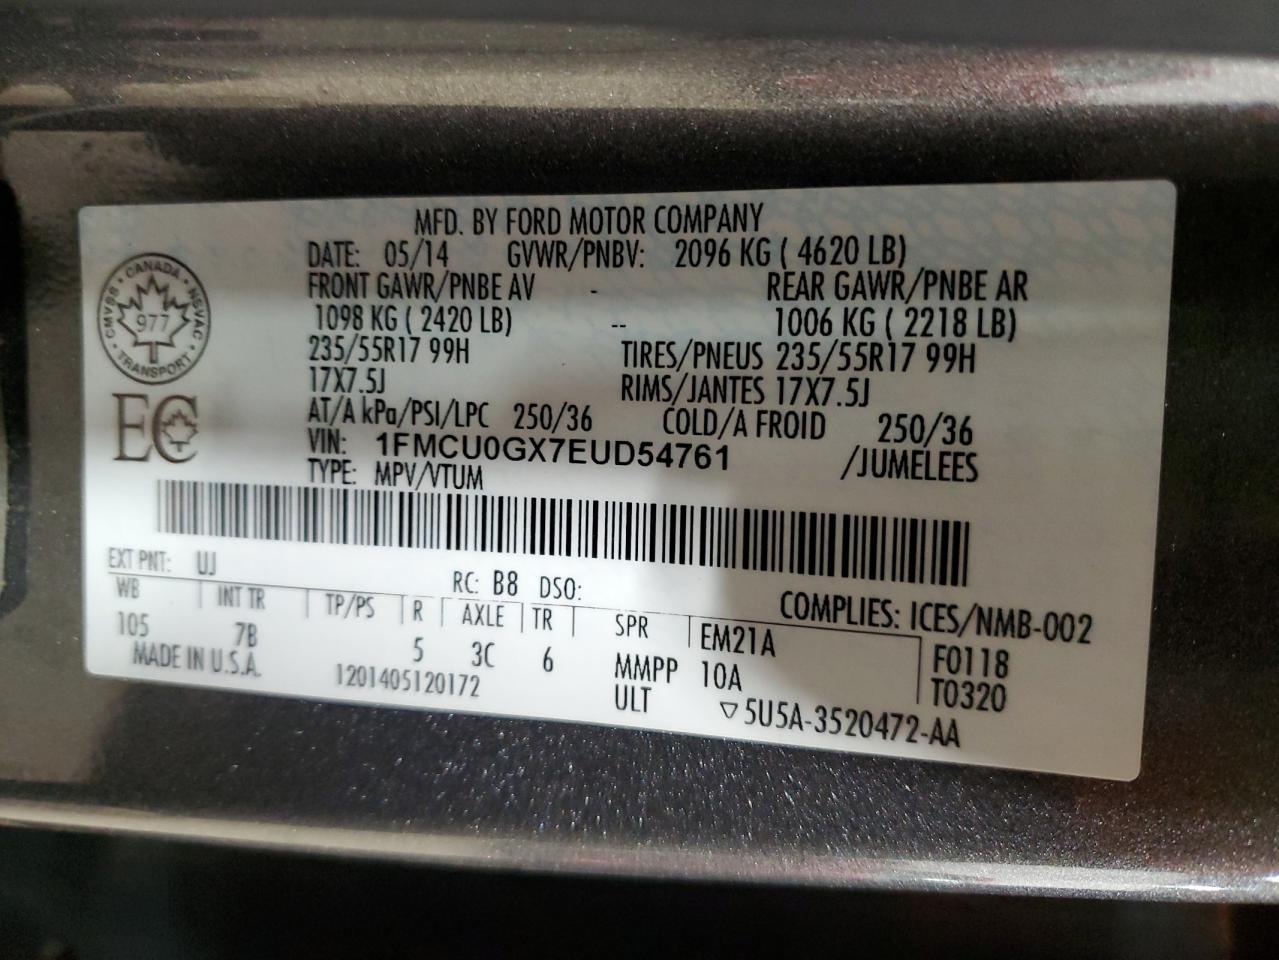 MFD. BY FORD MOTOR COMPANY
DATE: 05/14 GVWR/PNBV: 2096 KG ( 4620 LB)
FRONT GAWR/PNBE AV - REAR GAWR/PNBE AR
1098 KG ( 2420 LB) -- 1006 KG ( 2218 LB)
235/55R17 99H TIRES/PNEUS 235/55R17 99H
17X7.5J RIMS/JANTES 17X7.5J
AT/A kPa/PSI/LPC 250/36 COLD/A FROID 250/36
VIN: 1FMCU0GX7EUD54761 /JUMELEES
TYPE: MPV/VTUM
CANADA
CMVSS NSVAC
977
TRANSPORT
EC
EXT PNT: UJ RC: B8 DSO:
COMPLIES: ICES/NMB-002
WB INT TR TP/PS R AXLE TR SPR EM21A F0118
105 7B 5 3C 6 MMPP 10A T0320
MADE IN U.S.A. 1201405120172 ULT ▽5U5A-3520472-AA